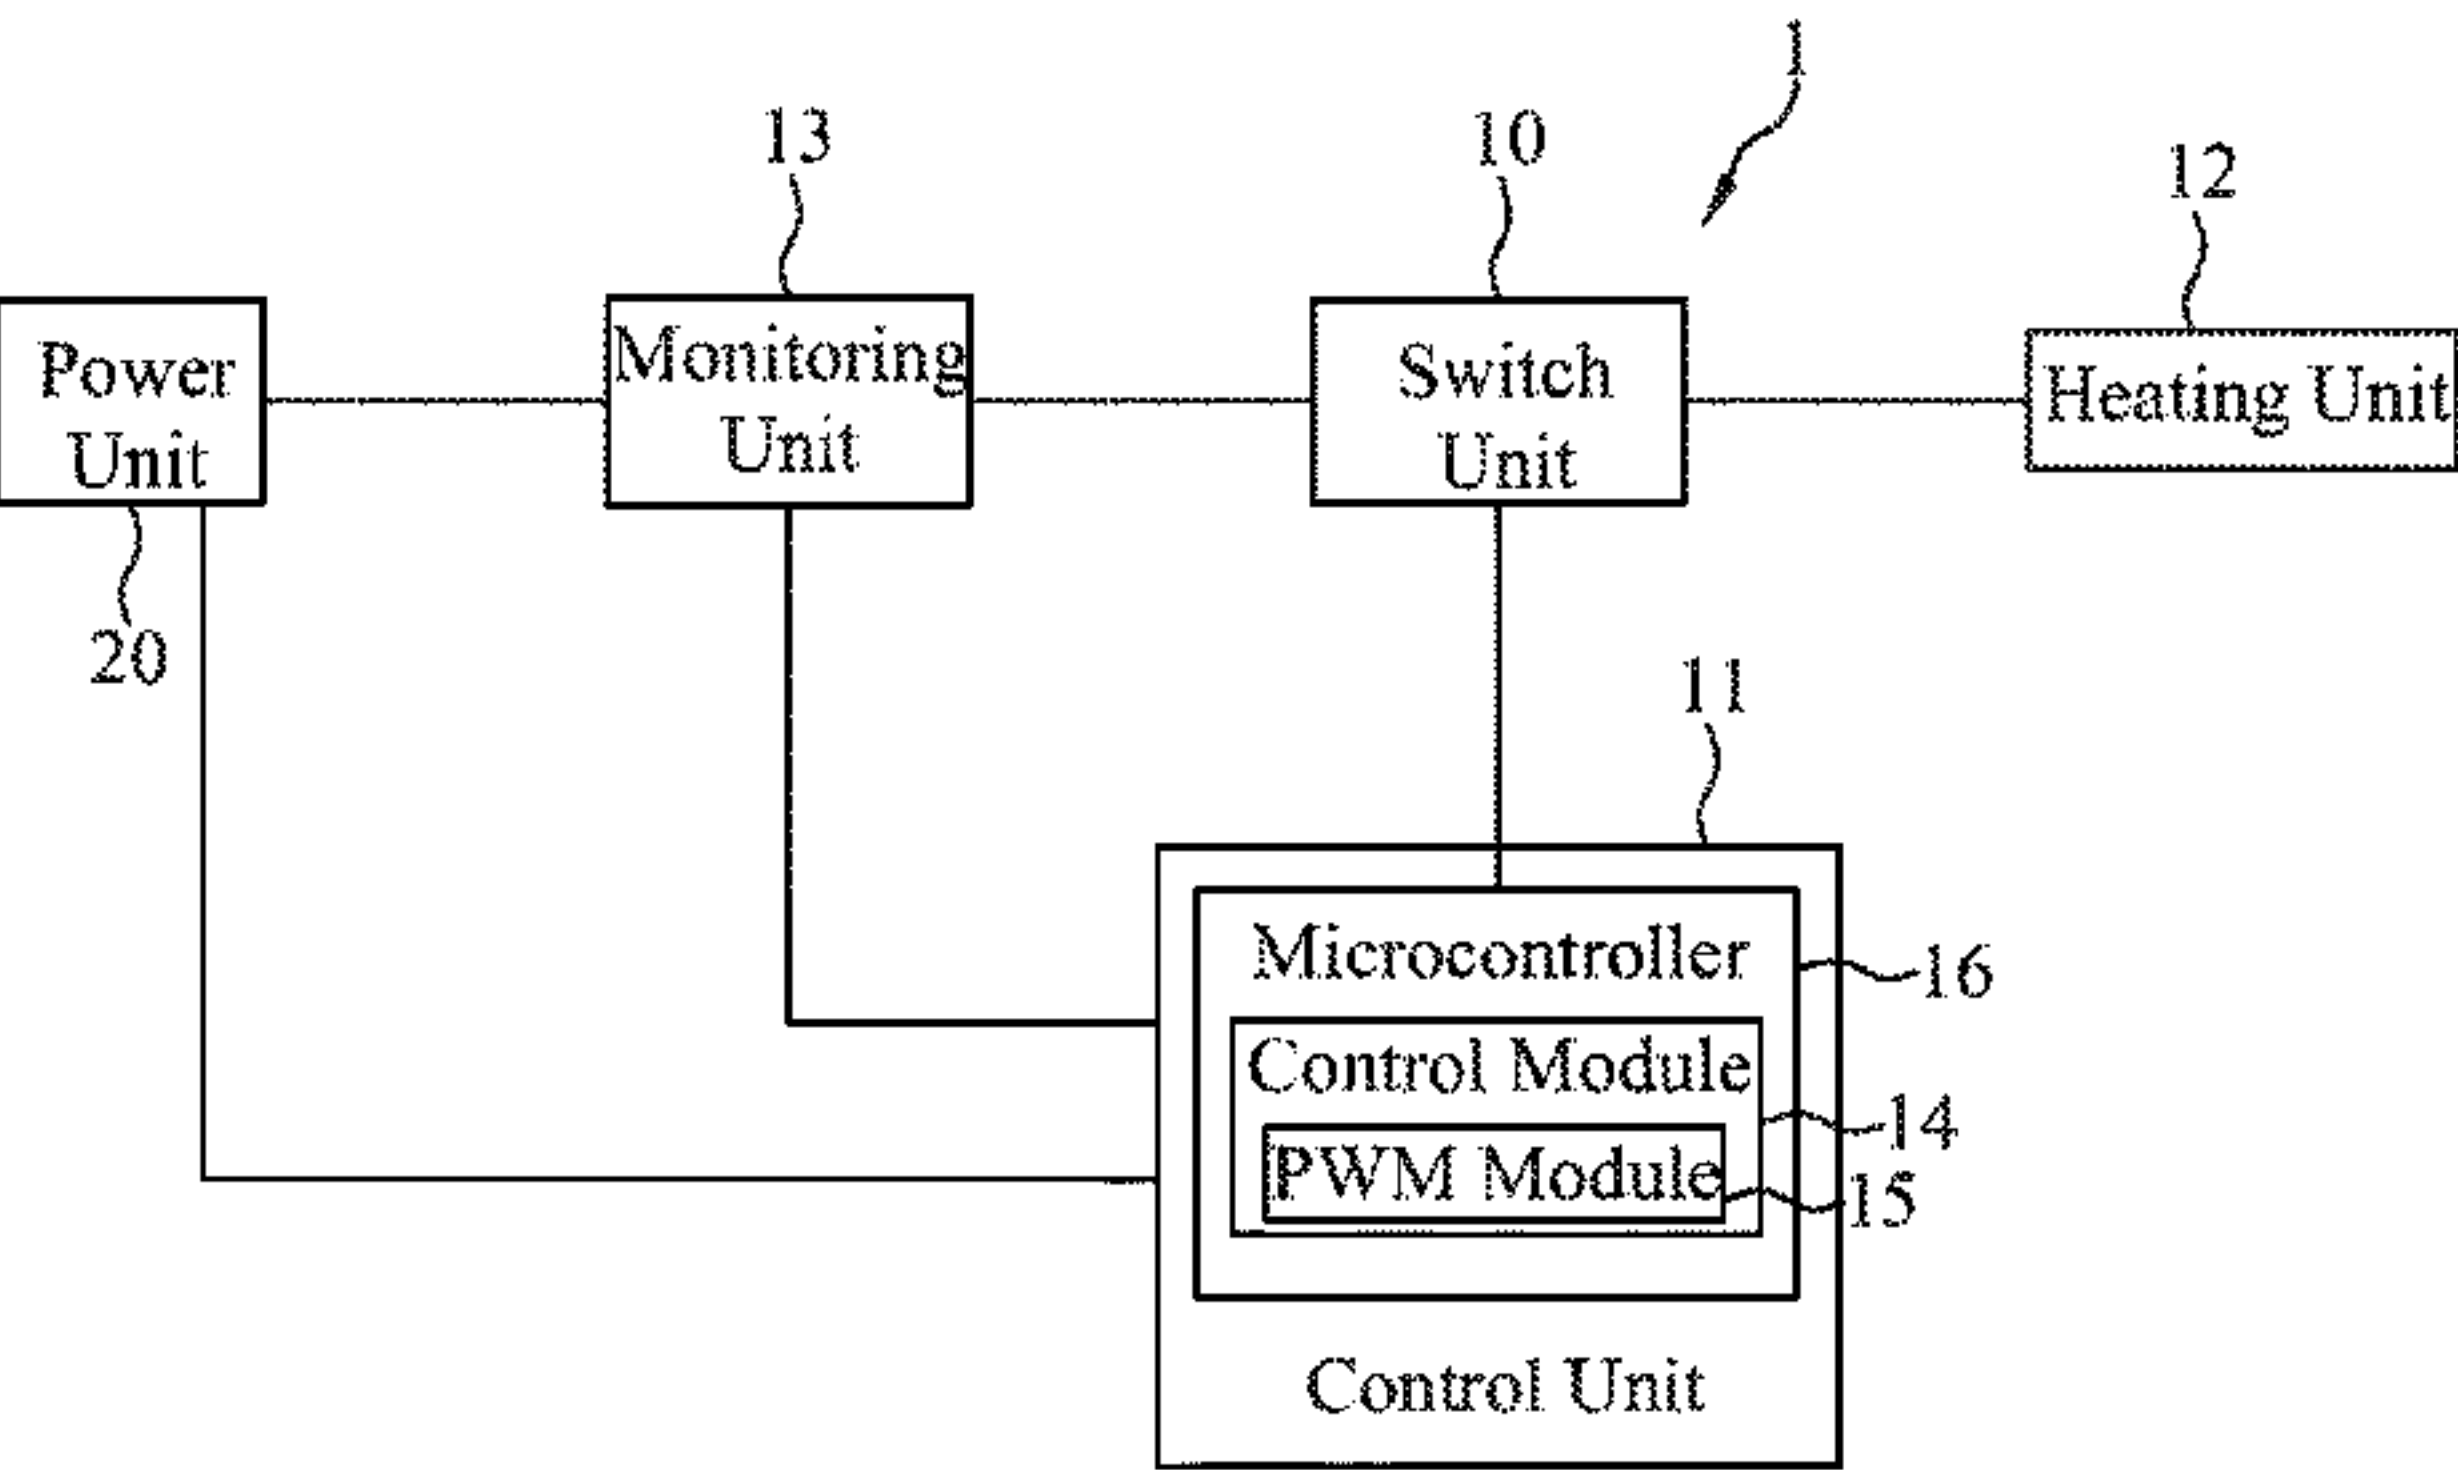 1
13
10
12
Power
Unit
Monitoring
Unit
Switch
Unit
Heating Unit
20
11
Microcontroller
16
Control Module
14
PWM Module
15
Control Unit